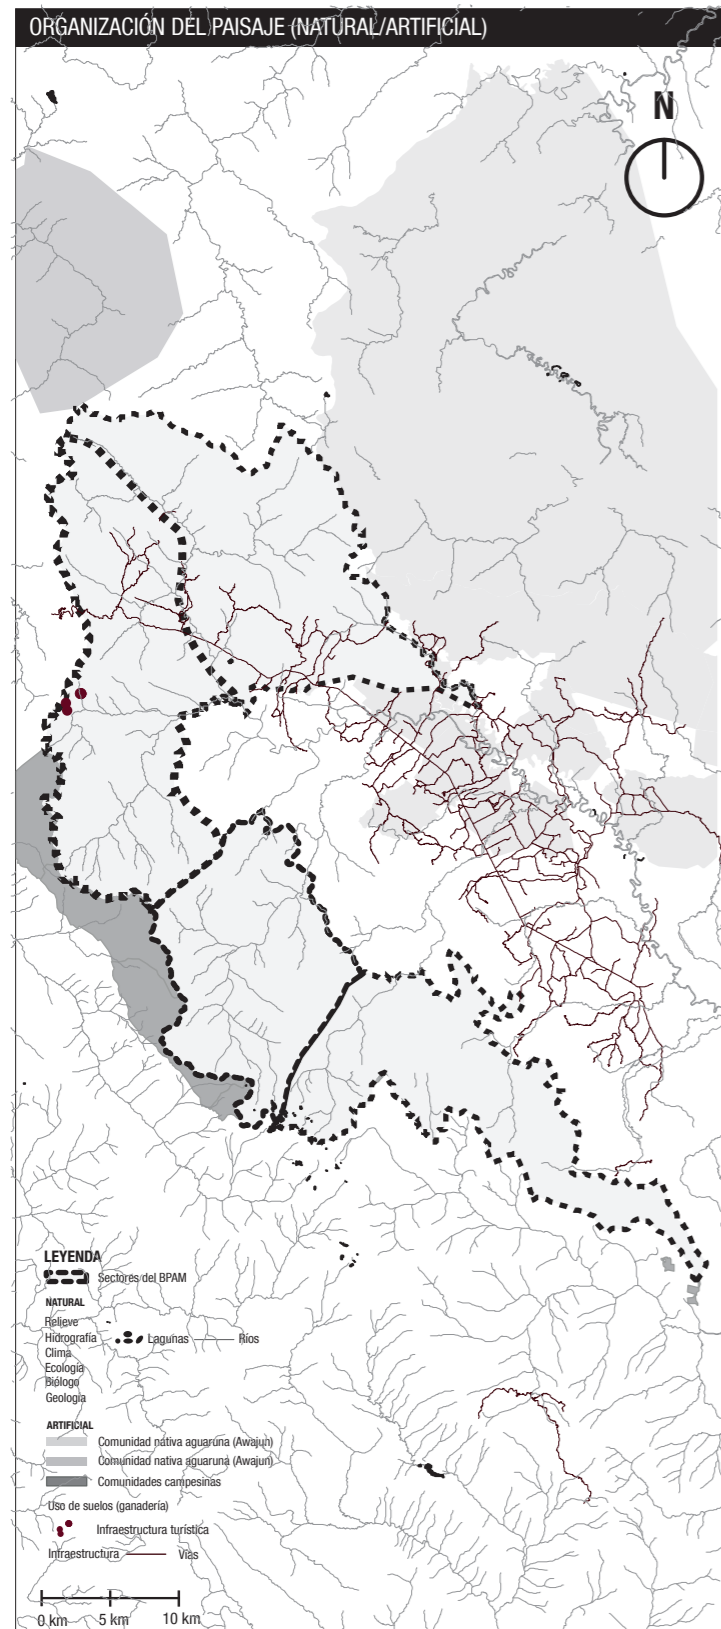 ORGANIZACIÓN DEL PAISAJE (NATURAL/ARTIFICIAL)
N
LEYENDA
Sectores del BPAM
NATURAL
Relieve
Hidrografía Lagunas Ríos
Clima
Ecología
Biólogo
Geología
ARTIFICIAL
Comunidad nativa aguaruna (Awajun)
Comunidad nativa aguaruna (Awajun)
Comunidades campesinas
Uso de suelos (ganadería)
Infraestructura turística
Infraestructura Vías
0 km 5 km 10 km